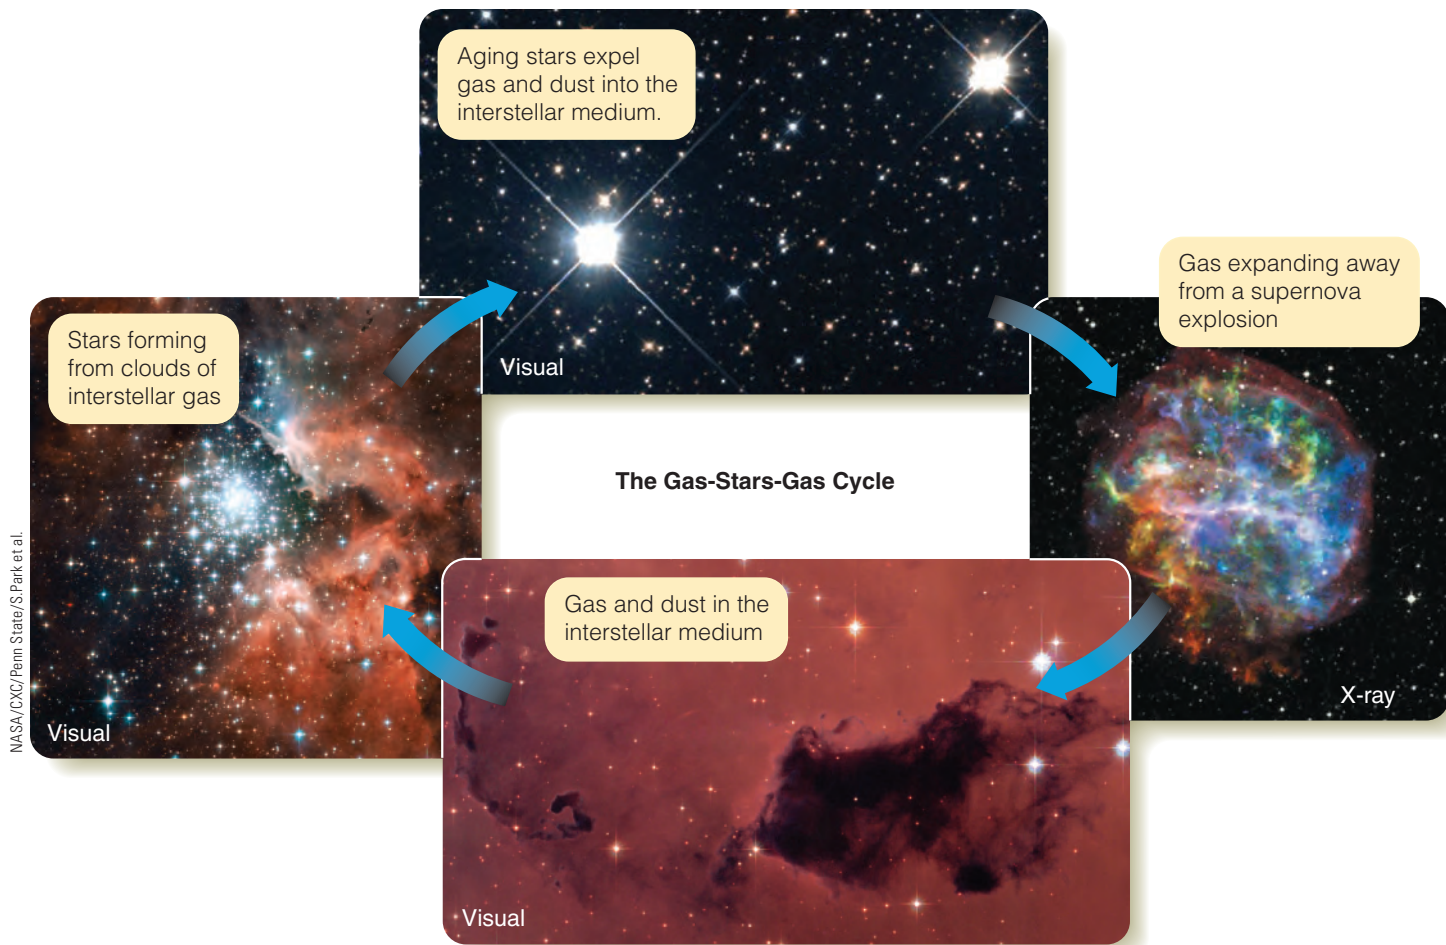 Aging stars expel
gas and dust into the
interstellar medium.
Visual
Gas expanding away
from a supernova
explosion
X-ray
Stars forming
from clouds of
interstellar gas
Visual
The Gas-Stars-Gas Cycle
Gas and dust in the
interstellar medium
Visual
NASA/CXC/Penn State/S.Park et al.